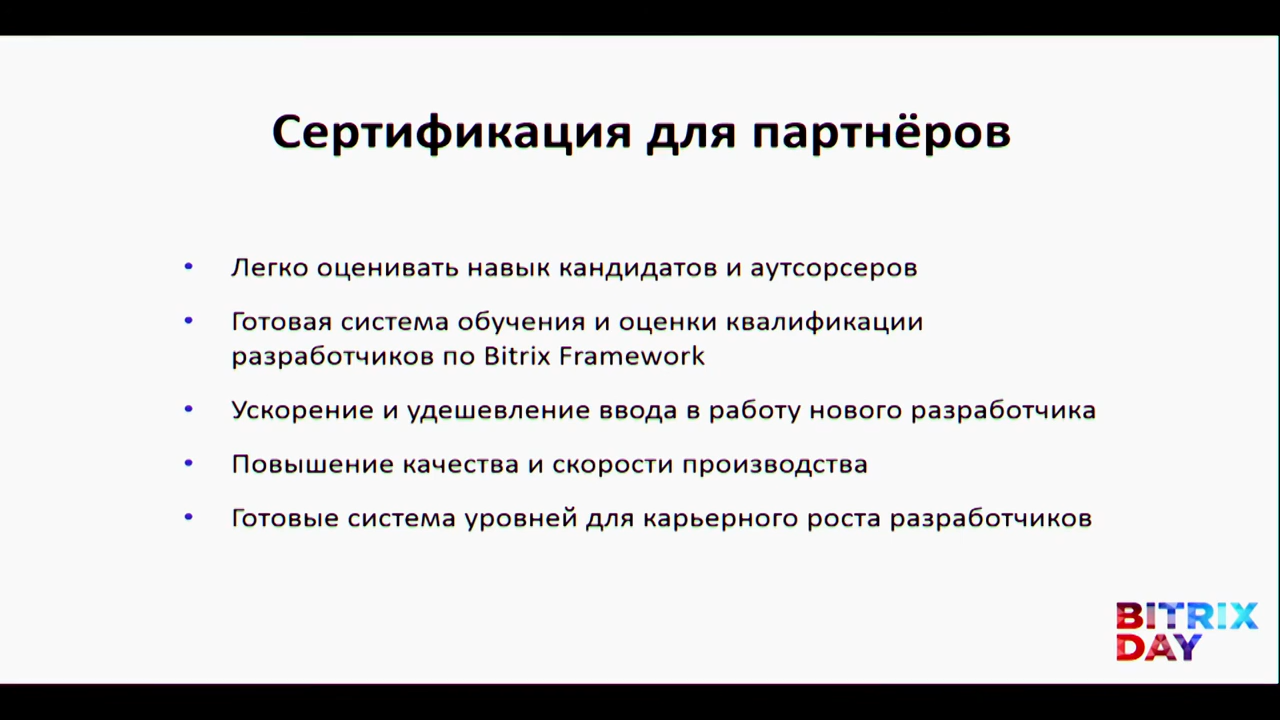 Сертификация для партнёров
• Легко оценивать навык кандидатов и аутсорсеров
• Готовая система обучения и оценки квалификации
разработчиков по Bitrix Framework
• Ускорение и удешевление ввода в работу нового разработчика
• Повышение качества и скорости производства
• Готовые система уровней для карьерного роста разработчиков
BITRIX
DAY